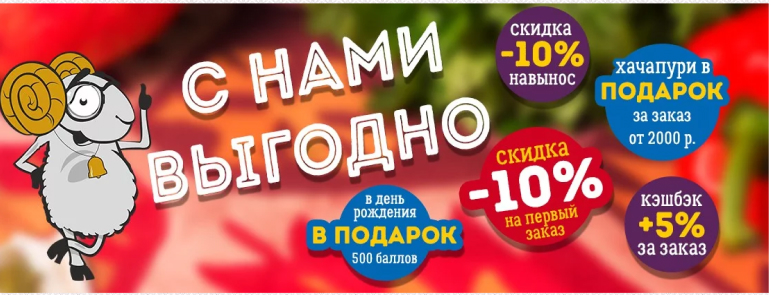 С НАМИ
ВЫГОДНО
СКИДКА
-10%
НАВЫНОС
ХАЧАПУРИ В
ПОДАРОК
ЗА ЗАКАЗ
ОТ 2000 р.
СКИДКА
-10%
на первый
заказ
в день
рождения
В ПОДАРОК
500 баллов
КЭШБЭК
+5%
ЗА ЗАКАЗ